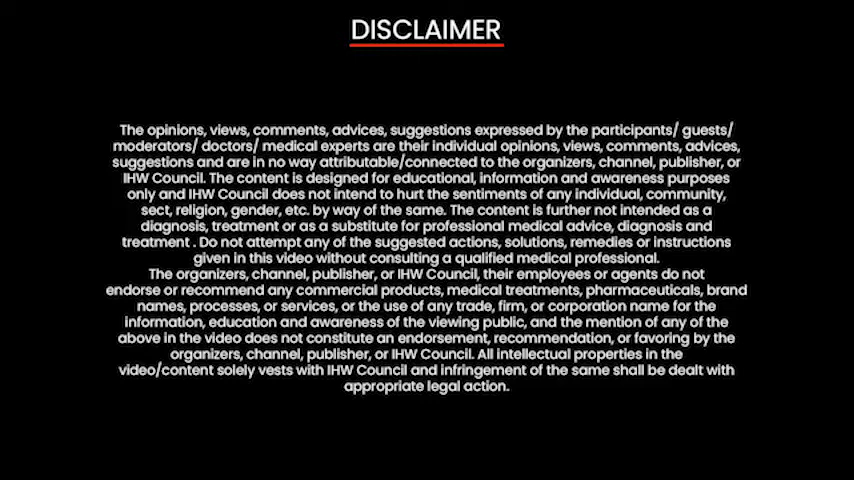 DISCLAIMER
The opinions, views, comments, advices, suggestions expressed by the participants/ guests/
moderators/ doctors/ medical experts are their individual opinions, views, comments, advices,
suggestions and are in no way attributable/connected to the organizers, channel, publisher, or
IHW Council. The content is designed for educational, information and awareness purposes
only and IHW Council does not intend to hurt the sentiments of any individual, community,
sect, religion, gender, etc. by way of the same. The content is further not intended as a
diagnosis, treatment or as a substitute for professional medical advice, diagnosis and
treatment . Do not attempt any of the suggested actions, solutions, remedies or instructions
given in this video without consulting a qualified medical professional.
The organizers, channel, publisher, or IHW Council, their employees or agents do not
endorse or recommend any commercial products, medical treatments, pharmaceuticals, brand
names, processes, or services, or the use of any trade, firm, or corporation name for the
information, education and awareness of the viewing public, and the mention of any of the
above in the video does not constitute an endorsement, recommendation, or favoring by the
organizers, channel, publisher, or IHW Council. All intellectual properties in the
video/content solely vests with IHW Council and infringement of the same shall be dealt with
appropriate legal action.